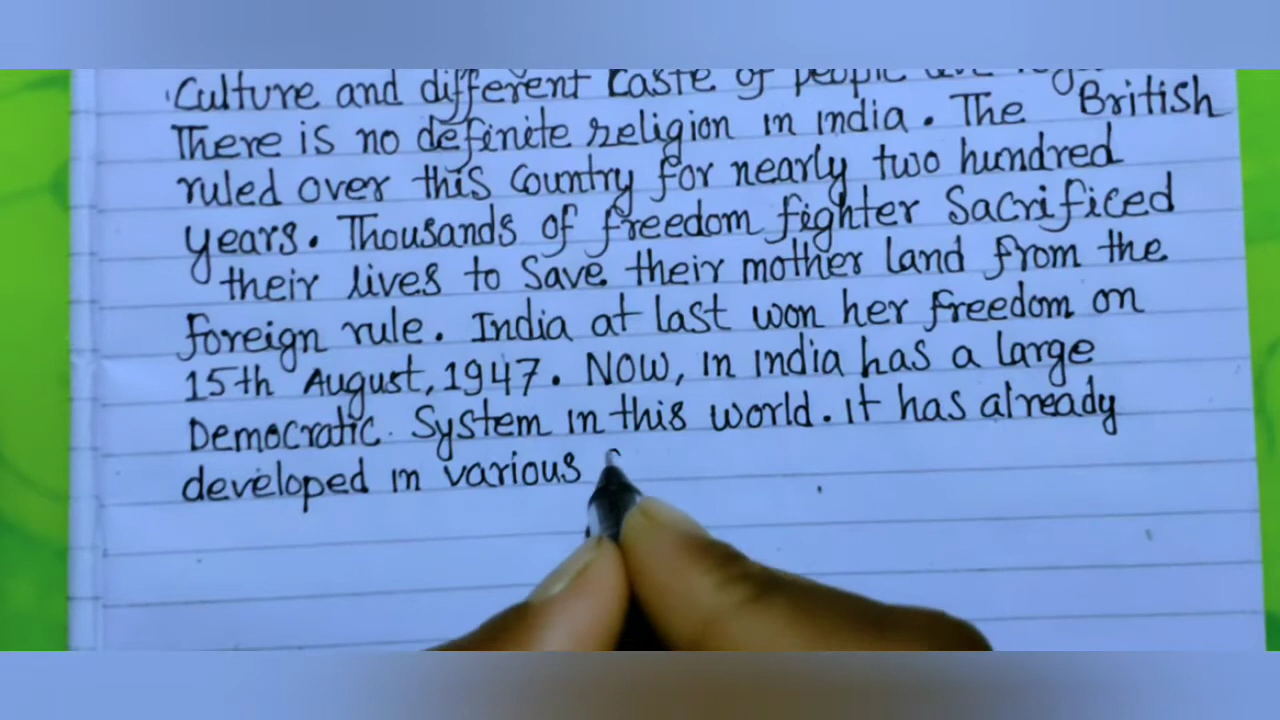 Culture and different caste of people
There is no definite religion in india. The British
ruled over this Country for nearly two hundred
years. Thousands of freedom fighter Sacrificed
their lives to Save their mother land from the
foreign rule. India at last won her freedom on
15th August, 1947. NOW, in india has a large
Democratic System in this world. it has already
developed in various